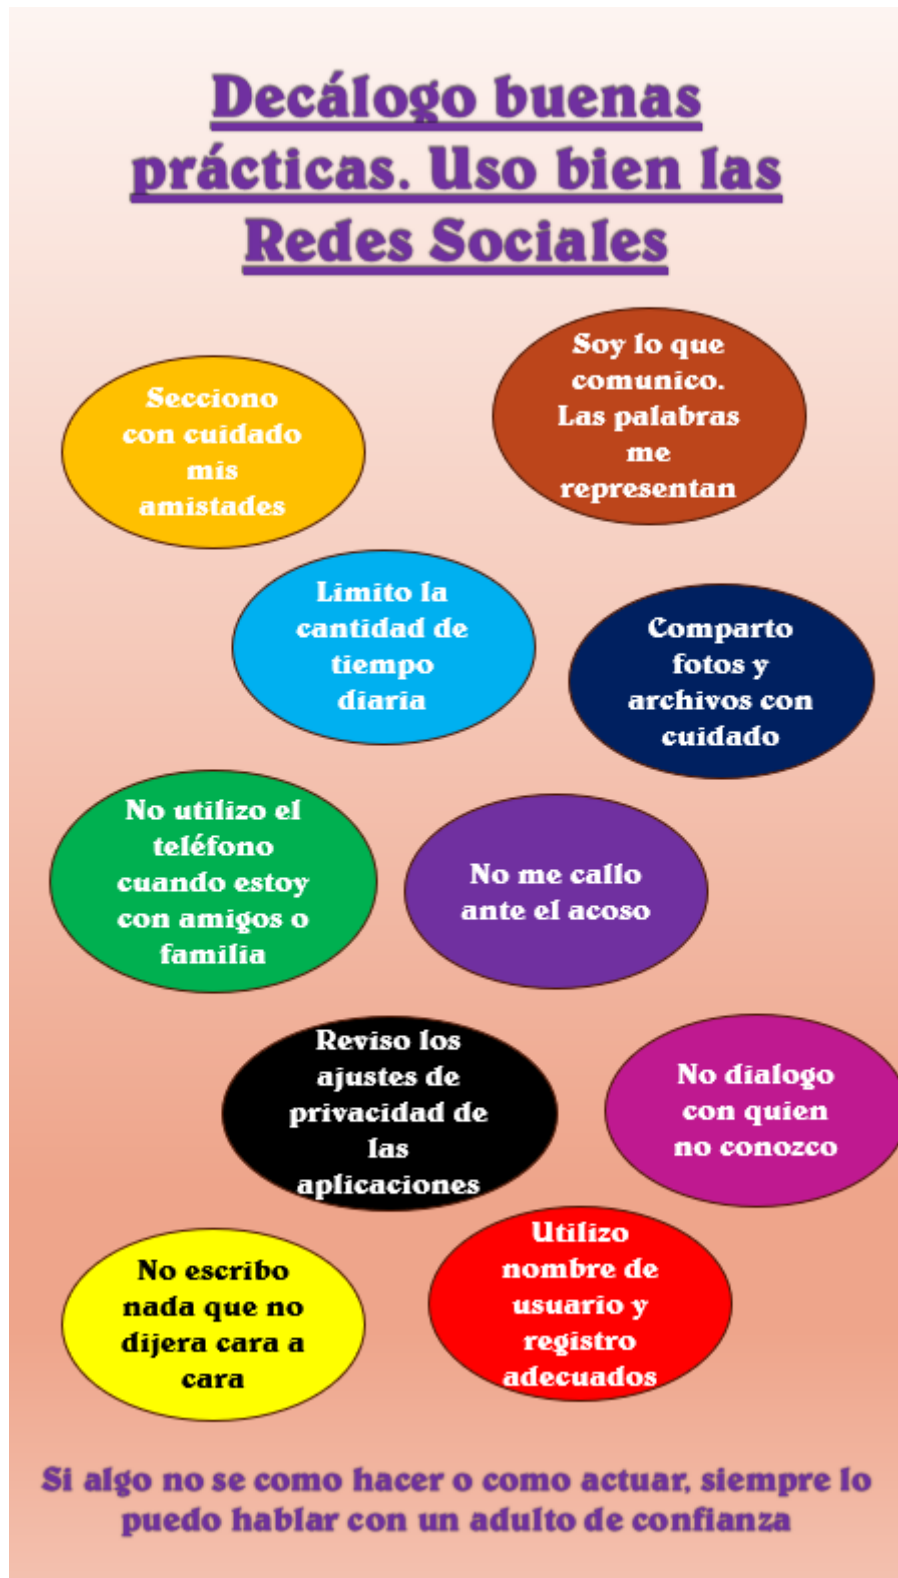 Decálogo buenas
prácticas. Uso bien las
Redes Sociales
Secciono
con cuidado
mis
amistades
Soy lo que
comunico.
Las palabras
me
representan
Limito la
cantidad de
tiempo
diaria
Comparto
fotos y
archivos con
cuidado
No utilizo el
teléfono
cuando estoy
con amigos o
familia
No me callo
ante el acoso
Reviso los
ajustes de
privacidad de
las
aplicaciones
No dialogo
con quien
no conozco
No escribo
nada que no
dijera cara a
cara
Utilizo
nombre de
usuario y
registro
adecuados
Si algo no se como hacer o como actuar, siempre lo
puedo hablar con un adulto de confianza